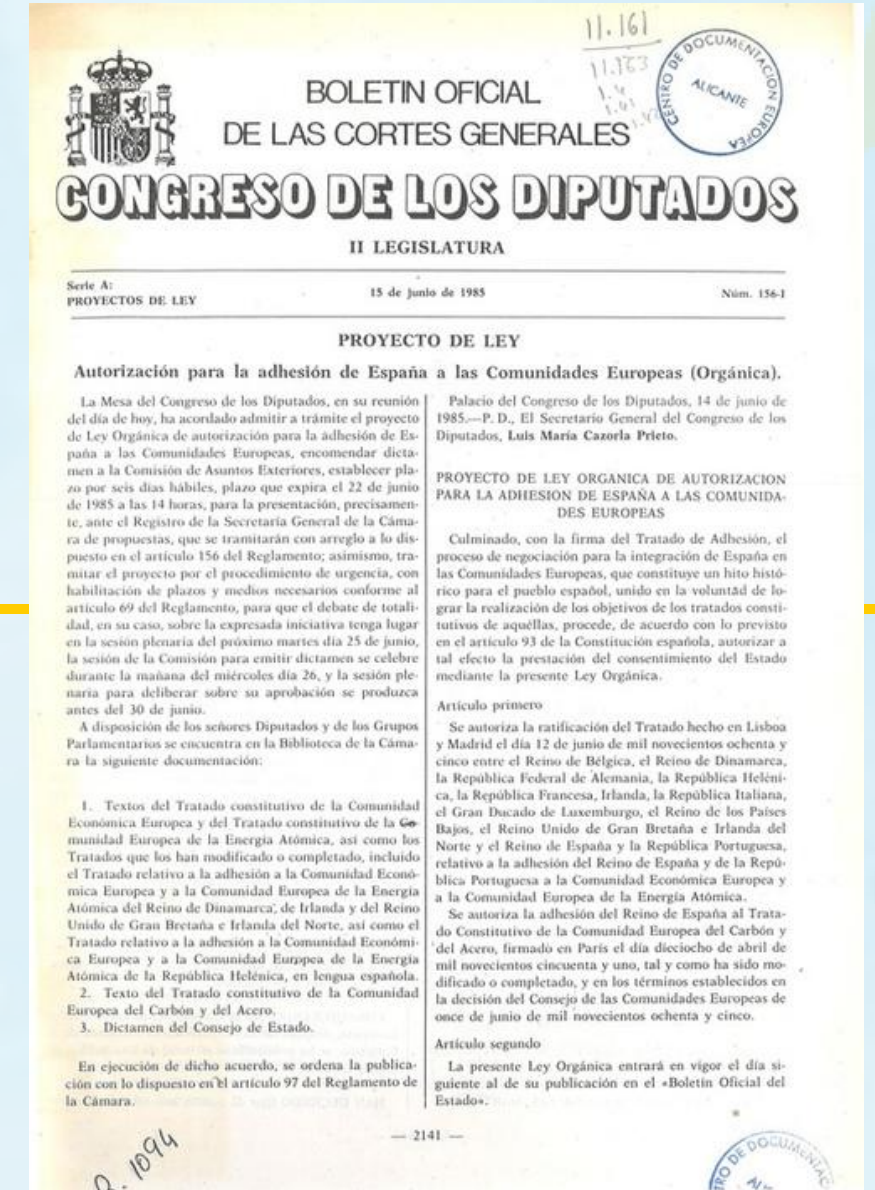 11.161
11.163
1.4
1.41
CENTRO DE DOCUMENTACION EUROPEA
ALICANTE
BOLETIN OFICIAL
DE LAS CORTES GENERALES
CONGRESO DE LOS DIPUTADOS
II LEGISLATURA
Serie A:
PROYECTOS DE LEY
15 de junio de 1985
Núm. 156-I
PROYECTO DE LEY
Autorización para la adhesión de España a las Comunidades Europeas (Orgánica).
La Mesa del Congreso de los Diputados, en su reunión
del día de hoy, ha acordado admitir a trámite el proyecto
de Ley Orgánica de autorización para la adhesión de Es-
paña a las Comunidades Europeas, encomendar dicta-
men a la Comisión de Asuntos Exteriores, establecer pla-
zo por seis días hábiles, plazo que expira el 22 de junio
de 1985 a las 14 horas, para la presentación, precisamen-
te, ante el Registro de la Secretaría General de la Cáma-
ra de propuestas, que se tramitarán con arreglo a lo dis-
puesto en el artículo 156 del Reglamento; asimismo, tra-
mitar el proyecto por el procedimiento de urgencia, con
habilitación de plazos y medios necesarios conforme al
artículo 69 del Reglamento, para que el debate de totali-
dad, en su caso, sobre la expresada iniciativa tenga lugar
en la sesión plenaria del próximo martes día 25 de junio,
la sesión de la Comisión para emitir dictamen se celebre
durante la mañana del miércoles día 26, y la sesión ple-
naria para deliberar sobre su aprobación se produzca
antes del 30 de junio.
A disposición de los señores Diputados y de los Grupos
Parlamentarios se encuentra en la Biblioteca de la Cáma-
ra la siguiente documentación:
1. Textos del Tratado constitutivo de la Comunidad
Económica Europea y del Tratado constitutivo de la Co-
munidad Europea de la Energía Atómica, así como los
Tratados que los han modificado o completado, incluido
el Tratado relativo a la adhesión a la Comunidad Econó-
mica Europea y a la Comunidad Europea de la Energía
Atómica del Reino de Dinamarca, de Irlanda y del Reino
Unido de Gran Bretaña e Irlanda del Norte, así como el
Tratado relativo a la adhesión a la Comunidad Económi-
ca Europea y a la Comunidad Europea de la Energía
Atómica de la República Helénica, en lengua española.
2. Texto del Tratado constitutivo de la Comunidad
Europea del Carbón y del Acero.
3. Dictamen del Consejo de Estado.
En ejecución de dicho acuerdo, se ordena la publica-
ción con lo dispuesto en el artículo 97 del Reglamento de
la Cámara.
Palacio del Congreso de los Diputados, 14 de junio de
1985.—P. D., El Secretario General del Congreso de los
Diputados, Luis María Cazorla Prieto.
PROYECTO DE LEY ORGANICA DE AUTORIZACION
PARA LA ADHESION DE ESPAÑA A LAS COMUNIDA-
DES EUROPEAS
Culminado, con la firma del Tratado de Adhesión, el
proceso de negociación para la integración de España en
las Comunidades Europeas, que constituye un hito histó-
rico para el pueblo español, unido en la voluntad de lo-
grar la realización de los objetivos de los tratados consti-
tutivos de aquéllas, procede, de acuerdo con lo previsto
en el artículo 93 de la Constitución española, autorizar a
tal efecto la prestación del consentimiento del Estado
mediante la presente Ley Orgánica.
Artículo primero
Se autoriza la ratificación del Tratado hecho en Lisboa
y Madrid el día 12 de junio de mil novecientos ochenta y
cinco entre el Reino de Bélgica, el Reino de Dinamarca,
la República Federal de Alemania, la República Heléni-
ca, la República Francesa, Irlanda, la República Italiana,
el Gran Ducado de Luxemburgo, el Reino de los Países
Bajos, el Reino Unido de Gran Bretaña e Irlanda del
Norte y el Reino de España y la República Portuguesa,
relativo a la adhesión del Reino de España y de la Repú-
blica Portuguesa a la Comunidad Económica Europea y
a la Comunidad Europea de la Energía Atómica.
Se autoriza la adhesión del Reino de España al Trata-
do Constitutivo de la Comunidad Europea del Carbón y
del Acero, firmado en París el día dieciocho de abril de
mil novecientos cincuenta y uno, tal y como ha sido mo-
dificado o completado, y en los términos establecidos en
la decisión del Consejo de las Comunidades Europeas de
once de junio de mil novecientos ochenta y cinco.
Artículo segundo
La presente Ley Orgánica entrará en vigor el día si-
guiente al de su publicación en el «Boletín Oficial del
Estado».
— 2141 —
1094